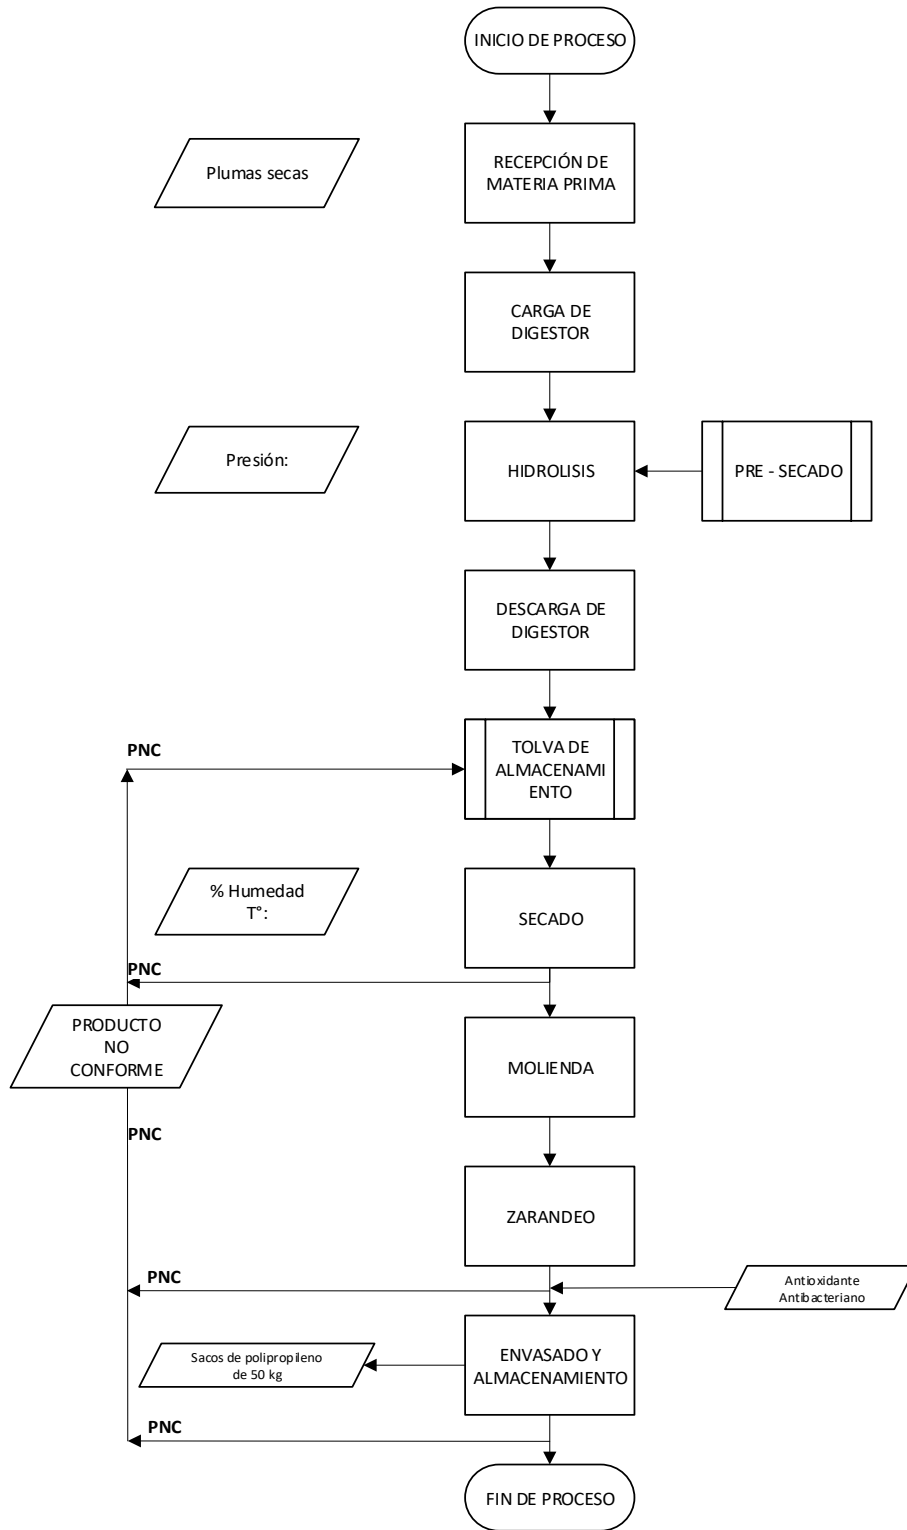 INICIO DE PROCESO
Plumas secas
RECEPCIÓN DE
MATERIA PRIMA
CARGA DE
DIGESTOR
Presión:
HIDROLISIS
PRE - SECADO
DESCARGA DE
DIGESTOR
PNC
TOLVA DE
ALMACENAMI
ENTO
% Humedad
T°:
SECADO
PNC
PRODUCTO
NO
CONFORME
MOLIENDA
PNC
ZARANDEO
PNC
Antioxidante
Antibacteriano
Sacos de polipropileno
de 50 kg
ENVASADO Y
ALMACENAMIENTO
PNC
FIN DE PROCESO